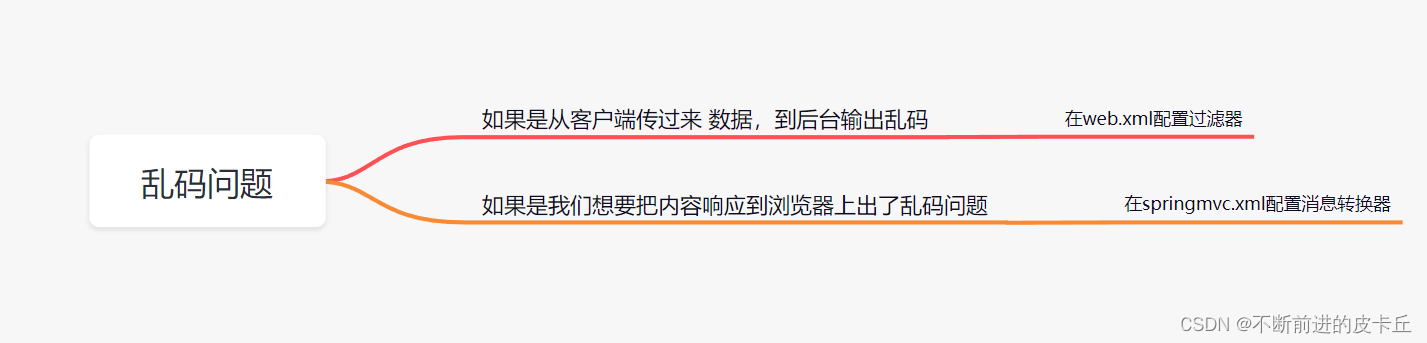 如果是从客户端传过来 数据，到后台输出乱码
在web.xml配置过滤器
乱码问题
如果是我们想要把内容响应到浏览器上出了乱码问题
在springmvc.xml配置消息转换器
CSDN @不断前进的皮卡丘